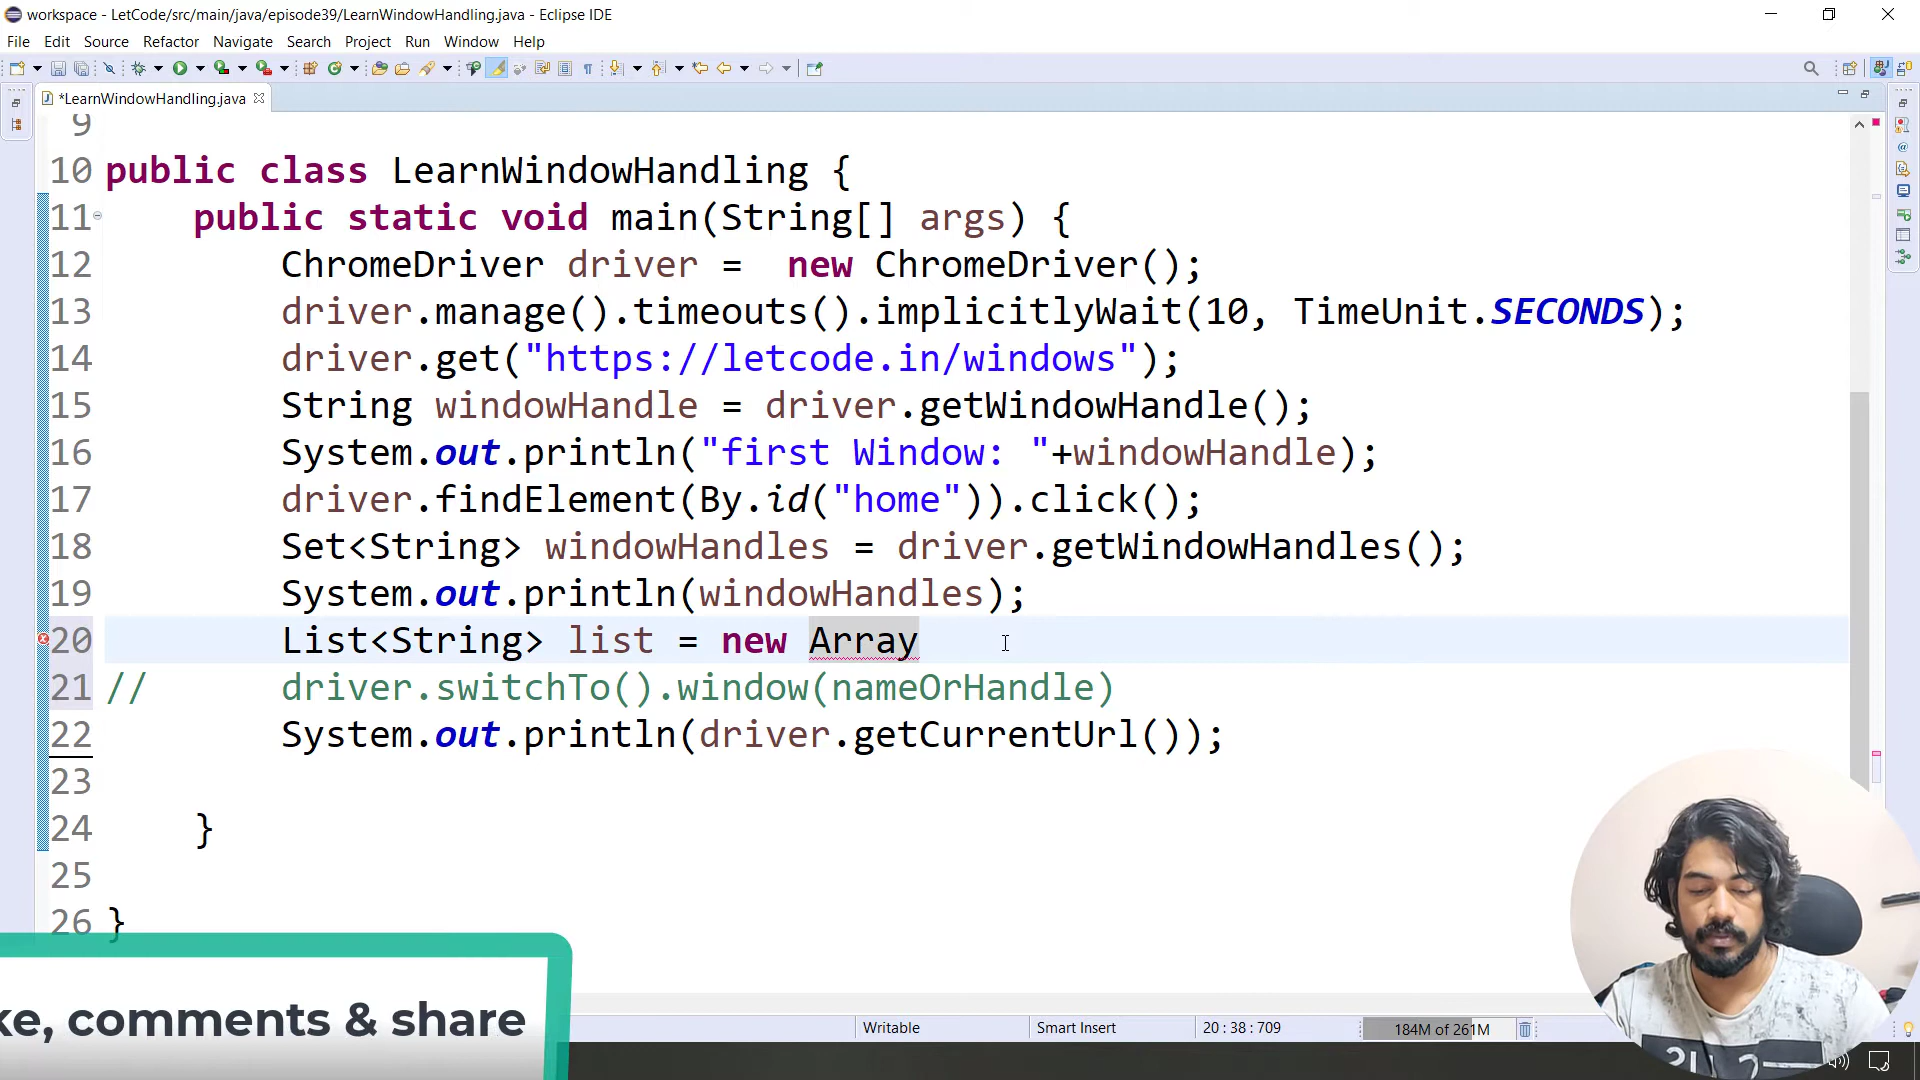 workspace - LetCode/src/main/java/episode39/LearnWindowHandling.java - Eclipse IDE
File Edit Source Refactor Navigate Search Project Run Window Help
*LearnWindowHandling.java
9
10 public class LearnWindowHandling {
11 public static void main(String[] args) {
12 ChromeDriver driver =  new ChromeDriver();
13 driver.manage().timeouts().implicitlyWait(10, TimeUnit.SECONDS);
14 driver.get("https://letcode.in/windows");
15 String windowHandle = driver.getWindowHandle();
16 System.out.println("first Window: "+windowHandle);
17 driver.findElement(By.id("home")).click();
18 Set<String> windowHandles = driver.getWindowHandles();
19 System.out.println(windowHandles);
20 List<String> list = new Array
21 // driver.switchTo().window(nameOrHandle)
22 System.out.println(driver.getCurrentUrl());
23
24 }
25
26 }
ke, comments & share
Writable Smart Insert 20 : 38 : 709 184M of 261M